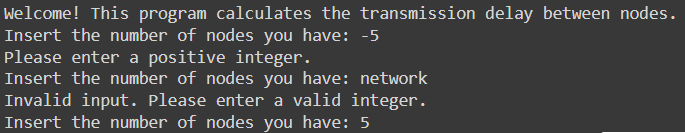 Welcome! This program calculates the transmission delay between nodes.
Insert the number of nodes you have: -5
Please enter a positive integer.
Insert the number of nodes you have: network
Invalid input. Please enter a valid integer.
Insert the number of nodes you have: 5